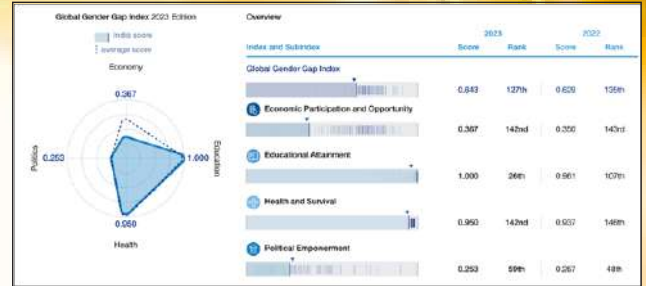 Global Gender Gap Index 2023 Edition
India score
average score
Economy
0.367
Politics
0.253
1.000
Education
0.950
Health
Overview
2023
2022
Index and Subindex
Score
Rank
Score
Rank
Global Gender Gap Index
0.643
127th
0.629
135th
Economic Participation and Opportunity
0.367
142nd
0.350
143rd
Educational Attainment
1.000
26th
0.961
107th
Health and Survival
0.950
142nd
0.937
146th
Political Empowerment
0.253
59th
0.267
48th